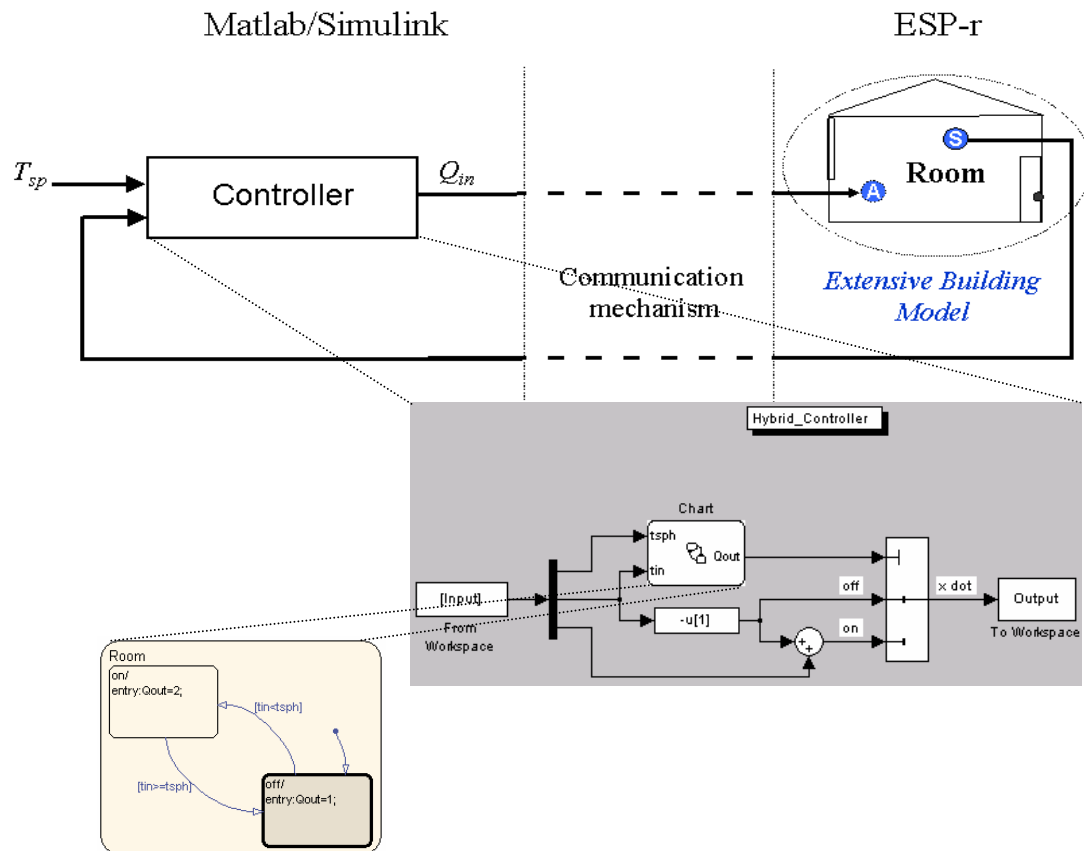 Matlab/Simulink
ESP-r
T_sp
Controller
Q_in
S
Room
A
Communication
mechanism
Extensive Building
Model
Hybrid_Controller
Chart
tsph
Qout
tin
[Input]
From
Workspace
-u[1]
off
on
x dot
Output
To Workspace
Room
on/
entry:Qout=2;
[tin<tsph]
[tin>=tsph]
off/
entry:Qout=1;